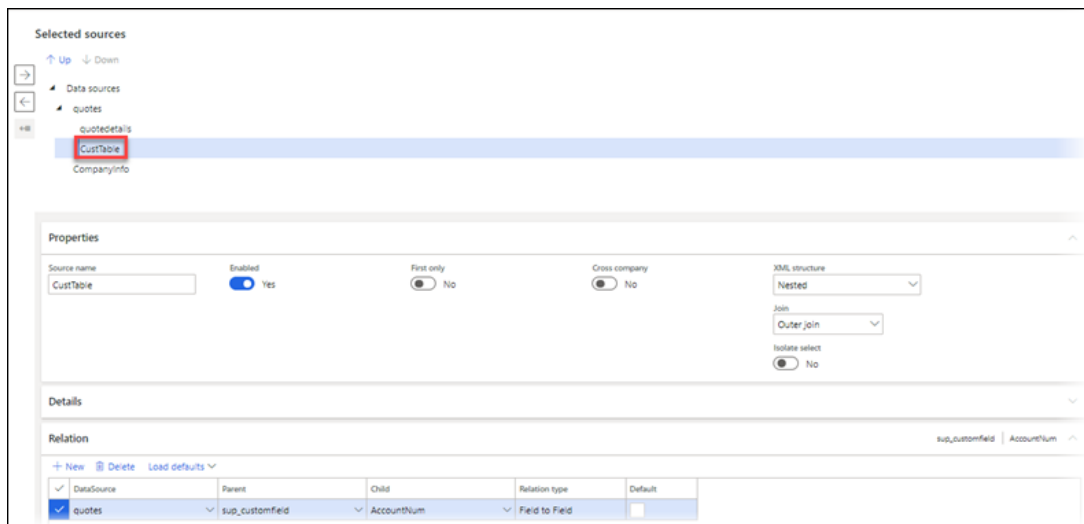 Selected sources
Up Down
Data sources
quotes
quotedetails
CustTable
CompanyInfo
Properties
Source name Enabled First only Cross company XML structure
CustTable Yes No No Nested
Join
Outer join
Isolate select
No
Details
Relation sup_customfield AccountNum
New Delete Load defaults
DataSource Parent Child Relation type Default
quotes sup_customfield AccountNum Field to Field